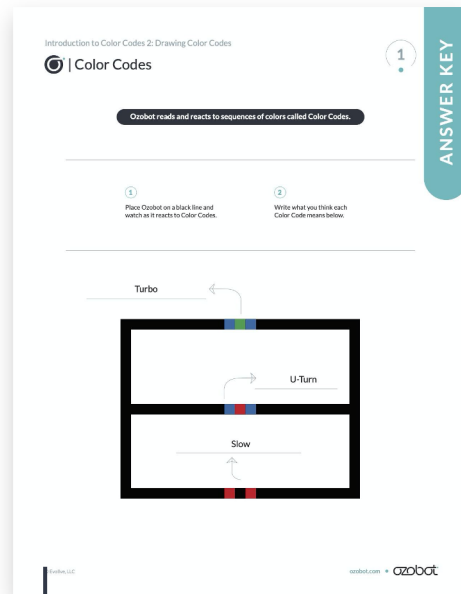 Introduction to Color Codes 2: Drawing Color Codes
| Color Codes
1
ANSWER KEY
Ozobot reads and reacts to sequences of colors called Color Codes.
1
Place Ozobot on a black line and
watch as it reacts to Color Codes.
2
Write what you think each
Color Code means below.
Turbo
U-Turn
Slow
Evollve, LLC
ozobot.com • ozobot